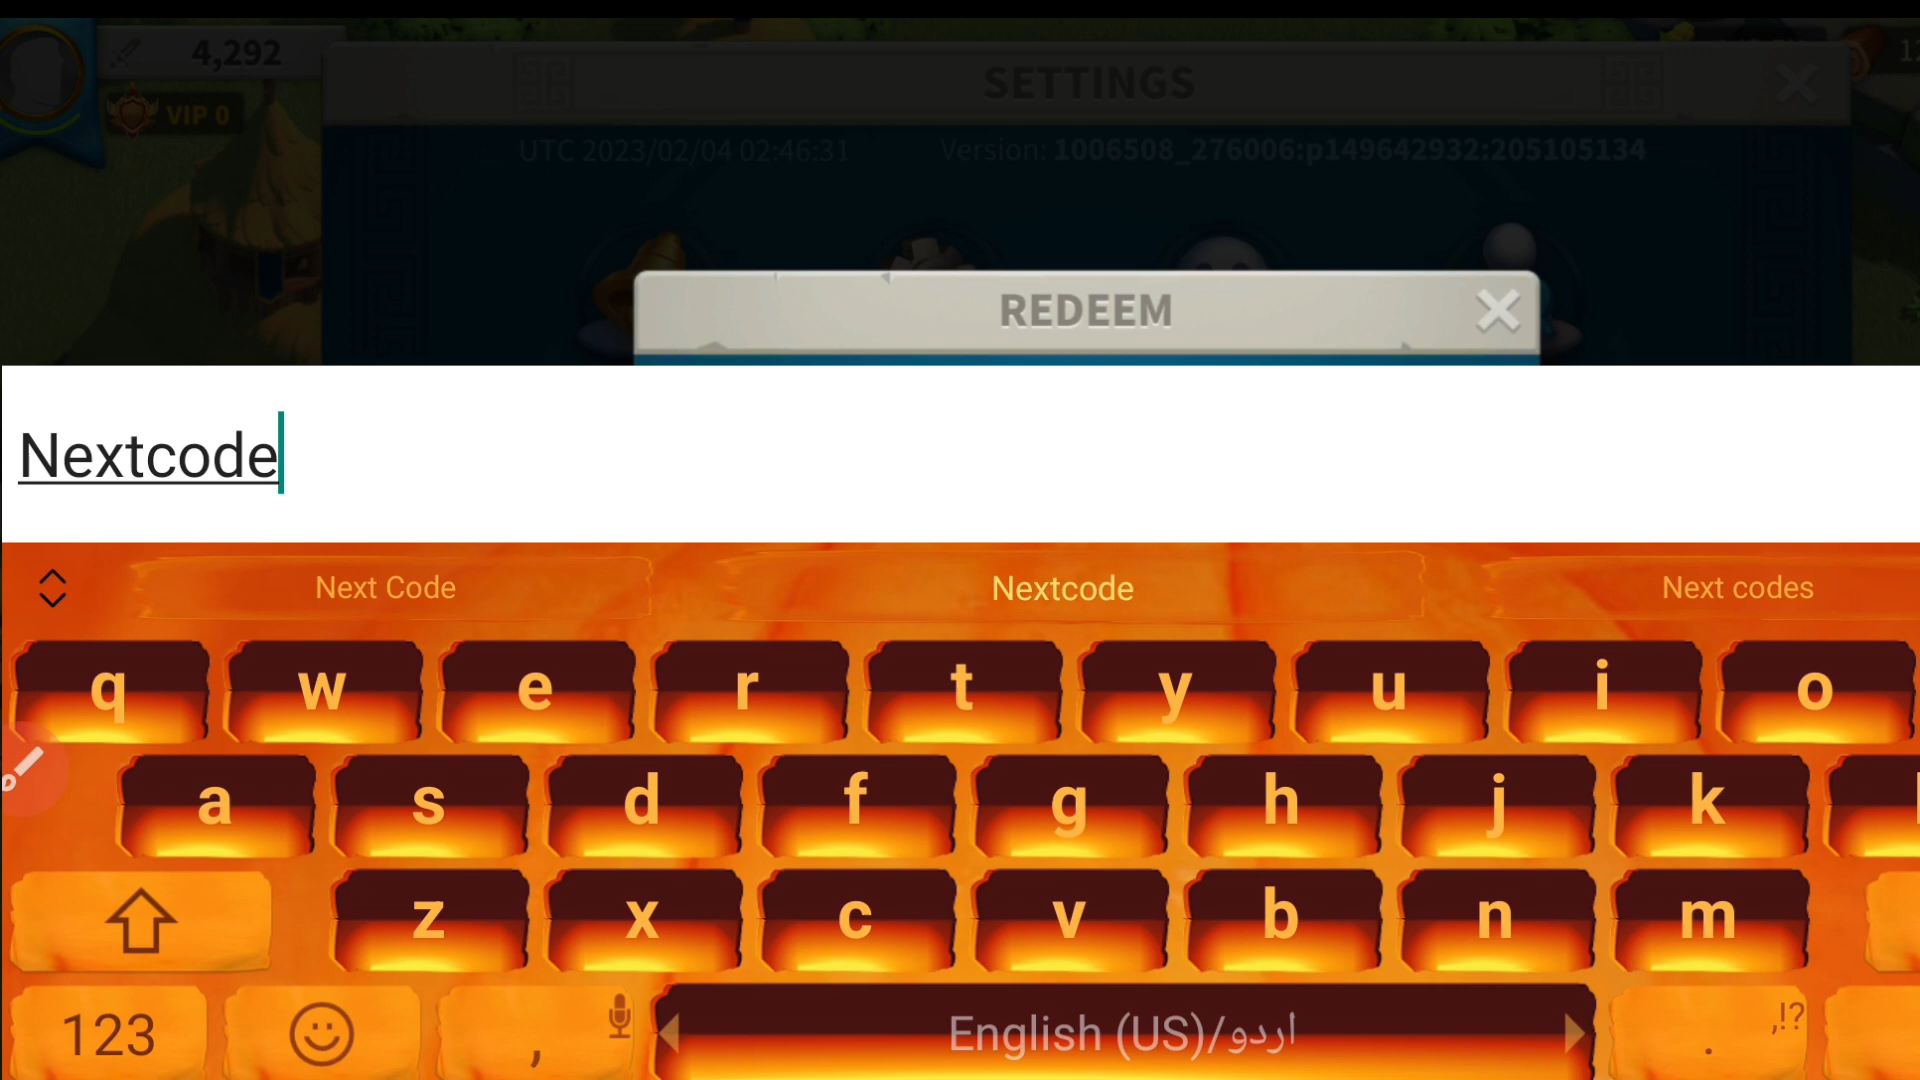 4,292
SETTINGS
VIP 0
UTC 2023/02/04 02:46:31
Version: 1006508_276006:p149642932:205105134
REDEEM
Nextcode
Next Code
Nextcode
Next codes
q w e r t y u i o
a s d f g h j k
z x c v b n m
123 , English (US)/اردو . ,!?